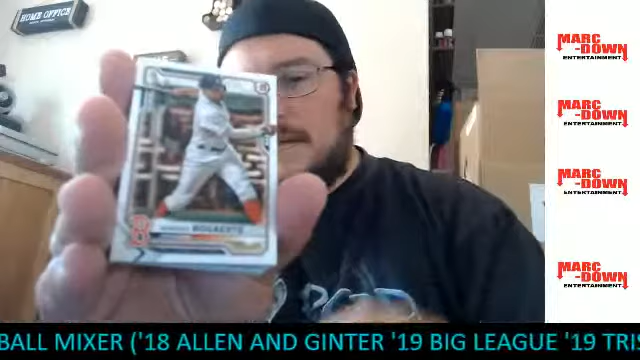 HOME OFFICE
BOGAERTS
MARC
-DOWN
ENTERTAINMENT
MARC
-DOWN
ENTERTAINMENT
MARC
-DOWN
ENTERTAINMENT
MARC
-DOWN
ENTERTAINMENT
BALL MIXER ('18 ALLEN AND GINTER '19 BIG LEAGUE '19 TRI